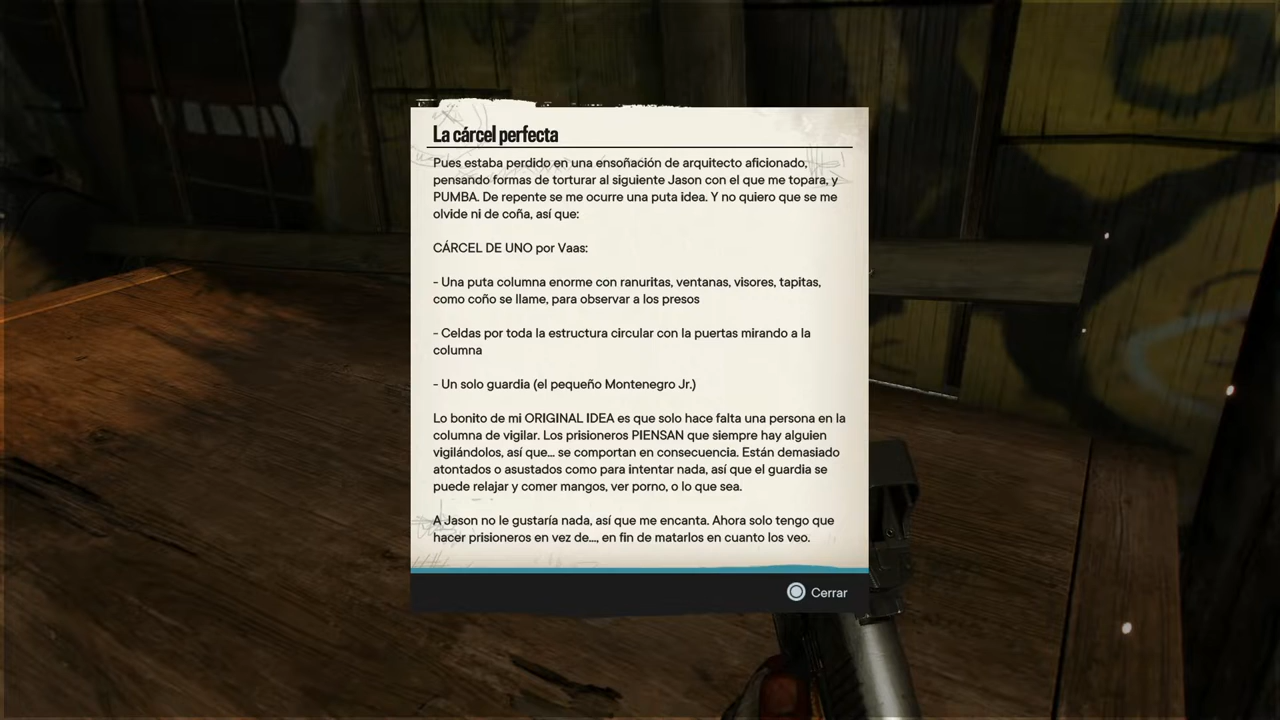 La cárcel perfecta
Pues estaba perdido en una ensoñación de arquitecto aficionado,
pensando formas de torturar al siguiente Jason con el que me topara, y
PUMBA. De repente se me ocurre una puta idea. Y no quiero que se me
olvide ni de coña, así que:
CÁRCEL DE UNO por Vaas:
- Una puta columna enorme con ranuritas, ventanas, visores, tapitas,
como coño se llame, para observar a los presos
- Celdas por toda la estructura circular con la puertas mirando a la
columna
- Un solo guardia (el pequeño Montenegro Jr.)
Lo bonito de mi ORIGINAL IDEA es que solo hace falta una persona en la
columna de vigilar. Los prisioneros PIENSAN que siempre hay alguien
vigilándolos, así que... se comportan en consecuencia. Están demasiado
atontados o asustados como para intentar nada, así que el guardia se
puede relajar y comer mangos, ver porno, o lo que sea.
A Jason no le gustaría nada, así que me encanta. Ahora solo tengo que
hacer prisioneros en vez de..., en fin de matarlos en cuanto los veo.
Cerrar